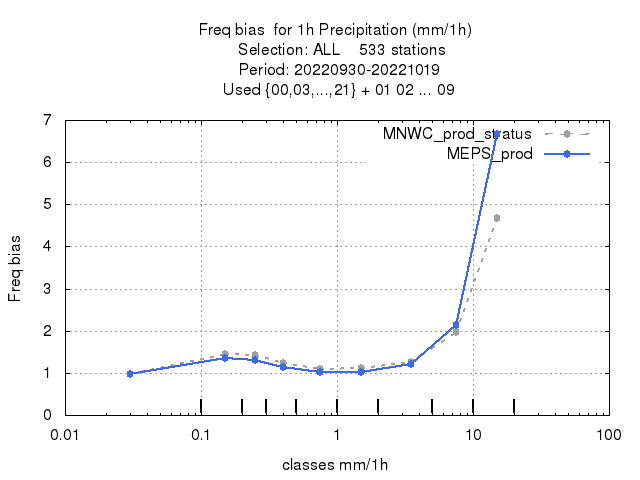 Freq bias  for 1h Precipitation (mm/1h)
Selection: ALL    533 stations
Period: 20220930-20221019
Used {00,03,...,21} + 01 02 ... 09
MNWC_prod_stratus
MEPS_prod
7
6
5
4
3
2
1
0
Freq bias
0.01
0.1
1
10
100
classes mm/1h